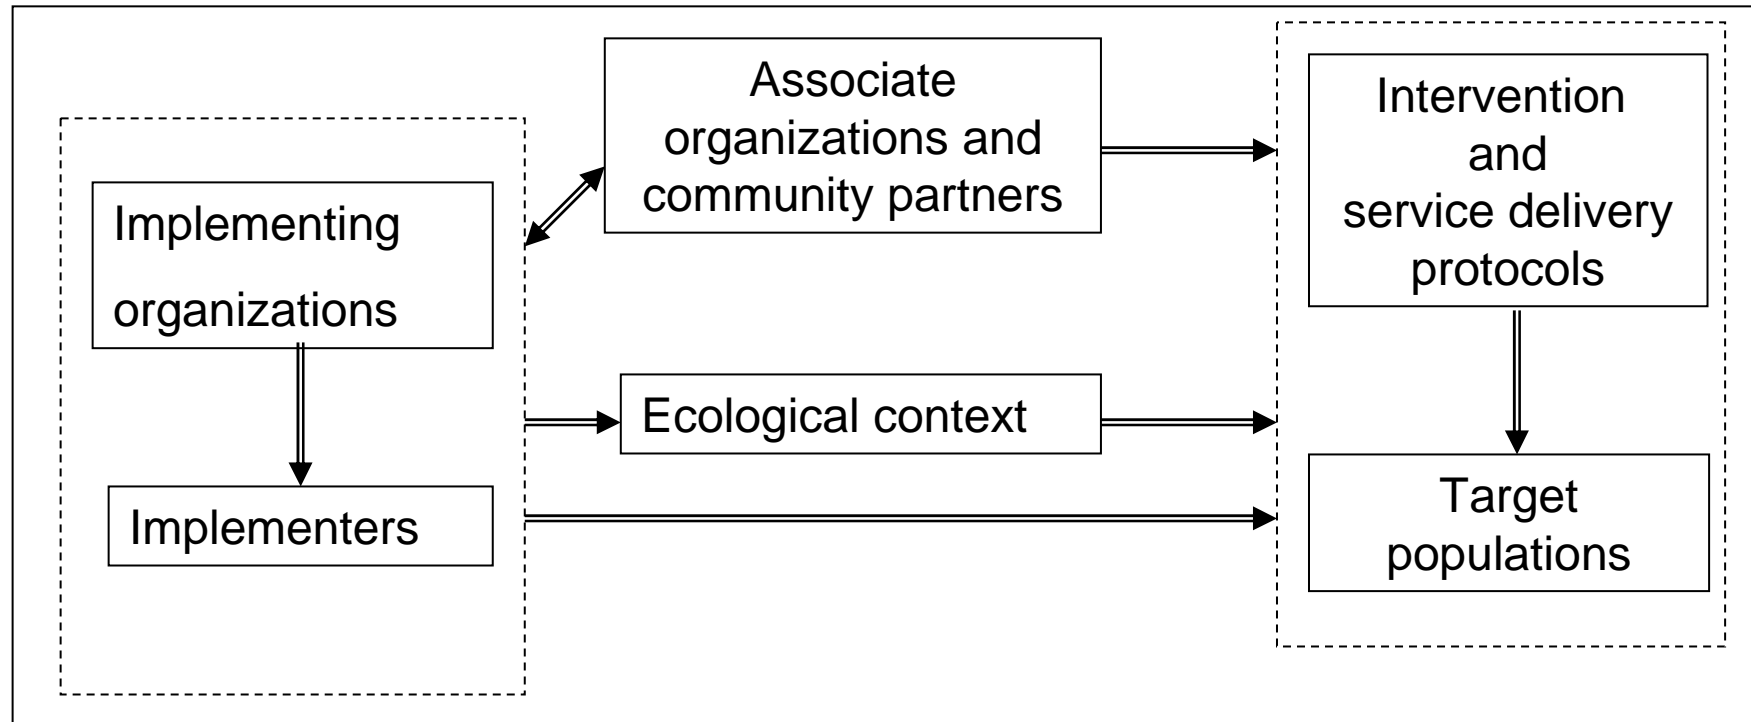 Implementing
organizations
Implementers
Associate
organizations and
community partners
Ecological context
Intervention
and
service delivery
protocols
Target
populations